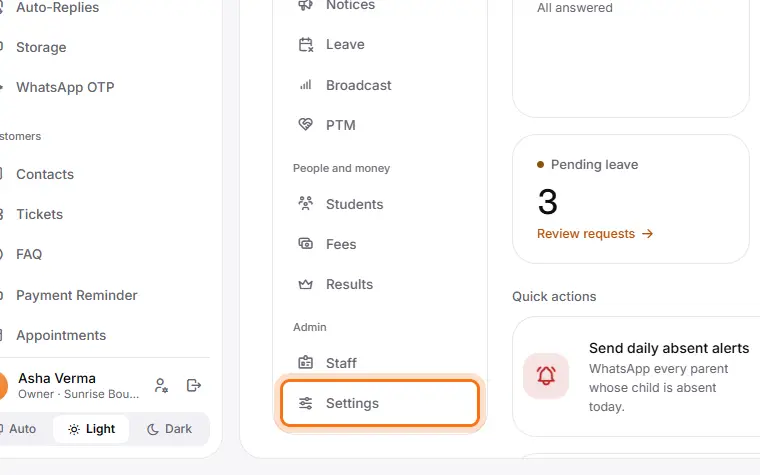 Auto-Replies
Storage
WhatsApp OTP
stomers
Contacts
Tickets
FAQ
Payment Reminder
Appointments
Asha Verma
Owner · Sunrise Bou...
Auto
Light
Dark
Notices
Leave
Broadcast
PTM
People and money
Students
Fees
Results
Admin
Staff
Settings
All answered
Pending leave
3
Review requests →
Quick actions
Send daily absent alerts
WhatsApp every parent
whose child is absent
today.